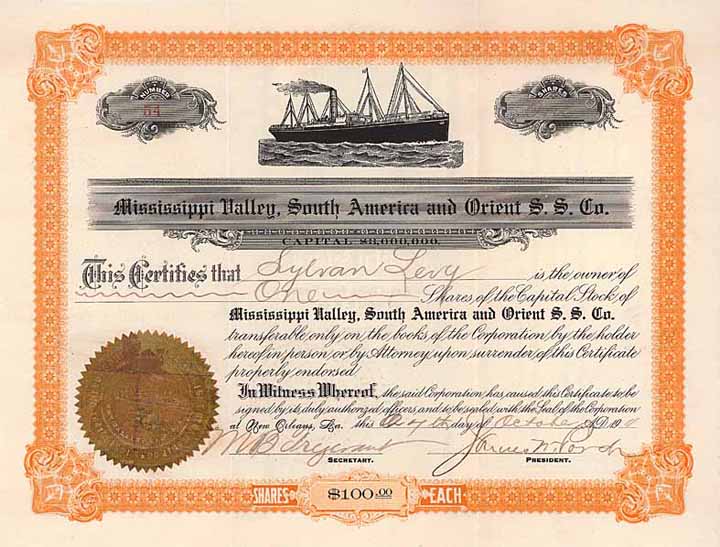 NUMBER
54
SHARES
Mississippi Valley, South America and Orient S. S. Co.
CAPITAL $8,000,000.
This Certifies that Sylvan Levy is the owner of
One Shares of the Capital Stock of
Mississippi Valley, South America and Orient S. S. Co.
transferable only on the books of the Corporation by the holder
hereof in person or by Attorney upon surrender of this Certificate
properly endorsed
In Witness Whereof, the said Corporation has caused this Certificate to be
signed by its duly authorized officers and to be sealed with the Seal of the Corporation
at New Orleans, La. this day of October A.D. 19
SECRETARY. PRESIDENT.
SHARES $100.00 EACH